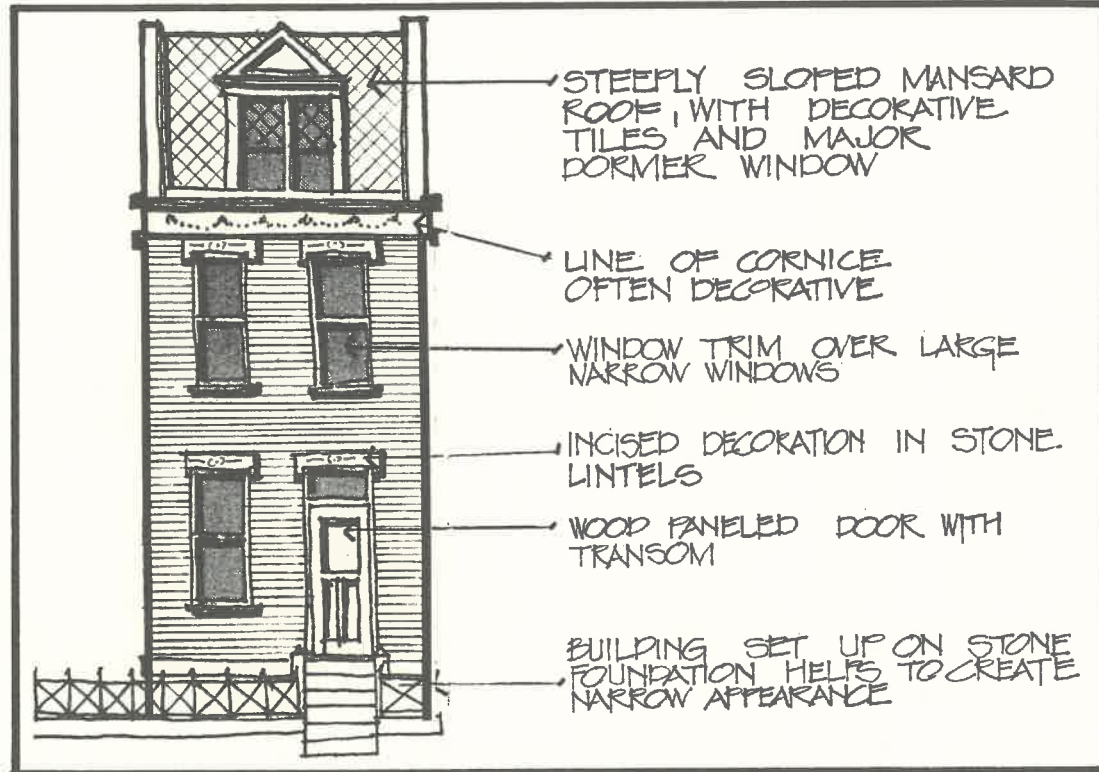 STEEPLY SLOPED MANSARD
ROOF, WITH DECORATIVE
TILES AND MAJOR
DORMER WINDOW
LINE OF CORNICE
OFTEN DECORATIVE
WINDOW TRIM OVER LARGE
NARROW WINDOWS
INCISED DECORATION IN STONE.
LINTELS
WOOD PANELED DOOR WITH
TRANSOM
BUILDING SET UP ON STONE
FOUNDATION HELPS TO CREATE
NARROW APPEARANCE